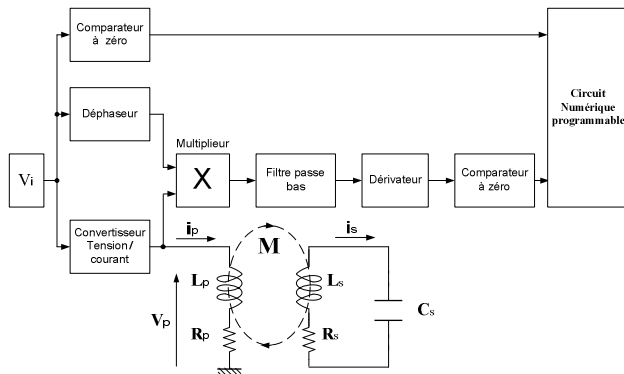 Comparateur
à zéro
Circuit
Numérique
programmable
Déphaseur
Multiplieur
Vi
X
Filtre passe
bas
Dérivateur
Comparateur
à zéro
Convertisseur
Tension/
courant
ip
M
is
Lp
Ls
Vp
Cs
Rp
Rs